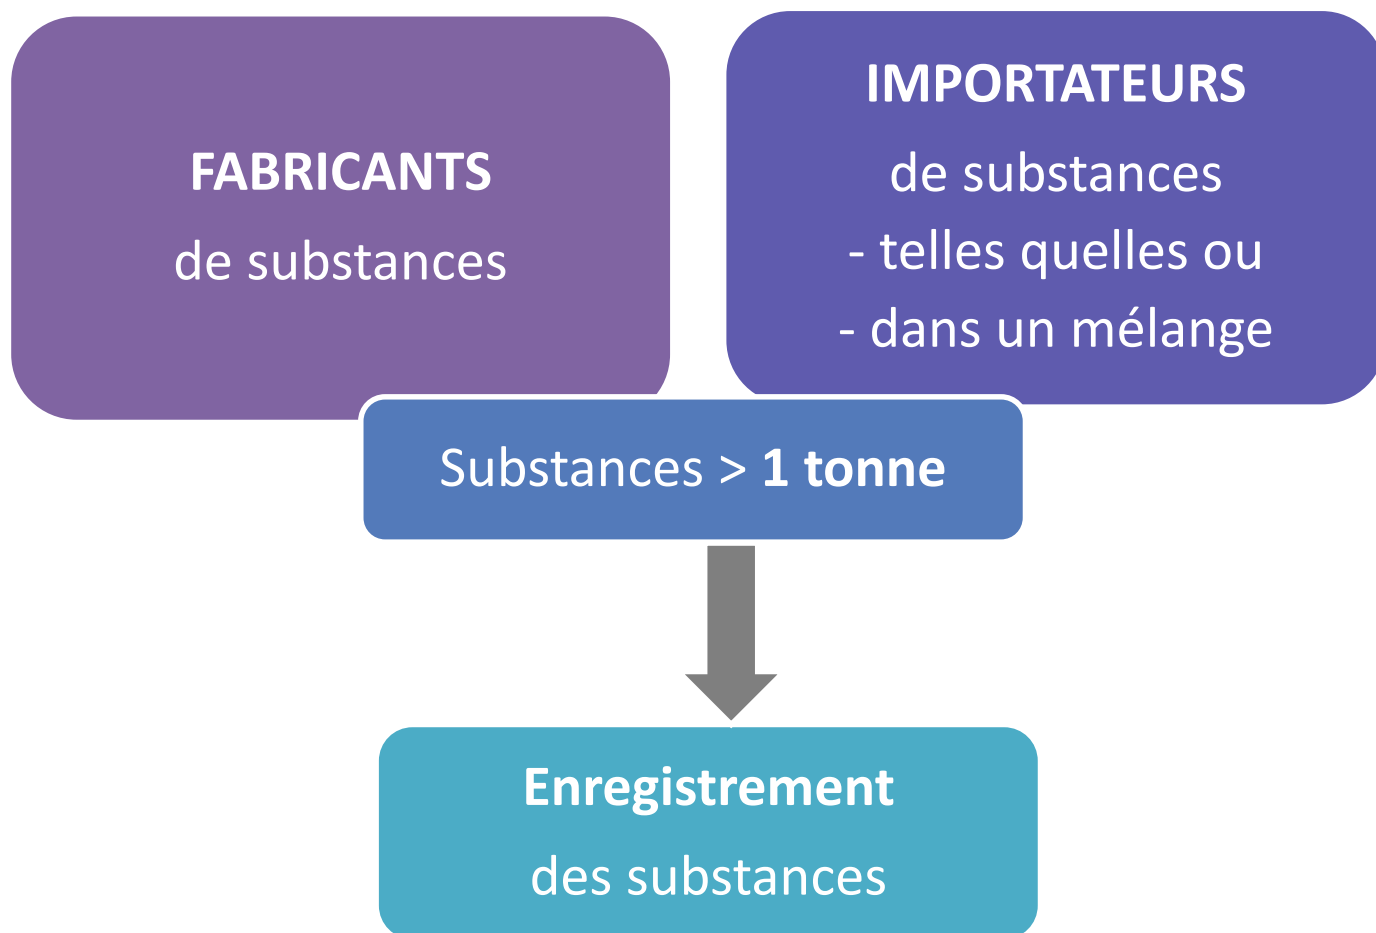 FABRICANTS
de substances
IMPORTATEURS
de substances
- telles quelles ou
- dans un mélange
Substances > 1 tonne
Enregistrement
des substances